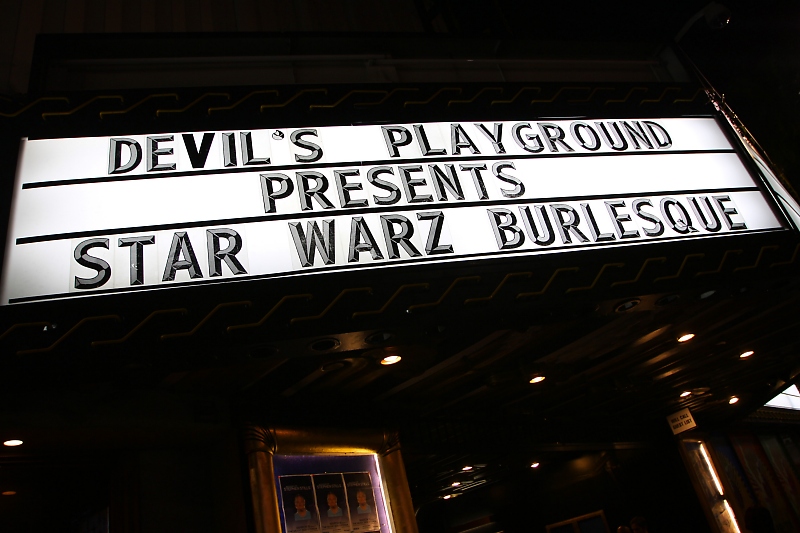 DEVIL'S PLAYGROUND
PRESENTS
STAR WARZ BURLESQUE